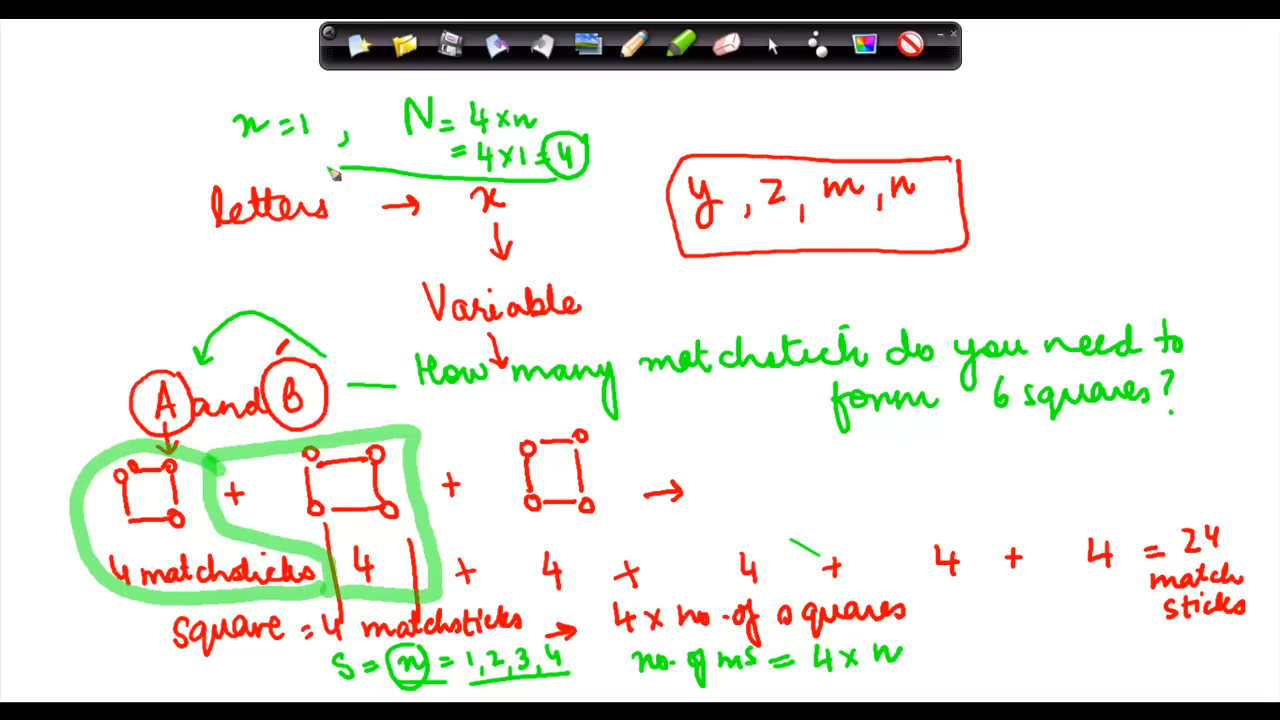 n = 1 , N = 4 × n
= 4 × 1 = 4
letters → x
y , z , m , n
Variable
A and B — How many matchstick do you need to
form 6 squares?
+ + →
4 matchsticks 4 + 4 + 4 + 4 + 4 = 24
match
sticks
square = 4 matchsticks → 4 × no. of squares
S = n = 1, 2, 3, 4 no. of ms = 4 × n